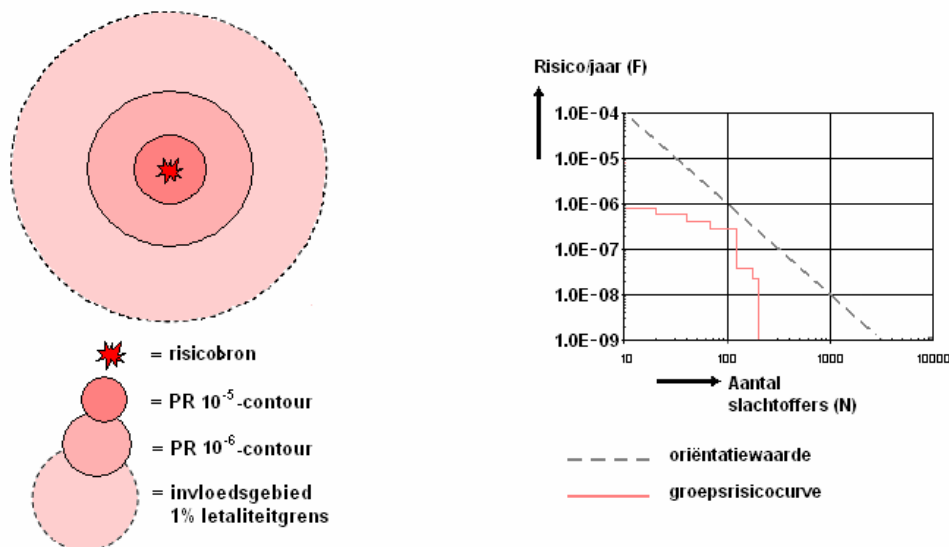 = risicobron
= PR 10⁻⁵-contour
= PR 10⁻⁶-contour
= invloedsgebied
1% letaliteitgrens
Risico/jaar (F)
1.0E-04
1.0E-05
1.0E-06
1.0E-07
1.0E-08
1.0E-09
10 100 1000 10000
Aantal
slachtoffers (N)
oriëntatiewaarde
groepsrisicocurve